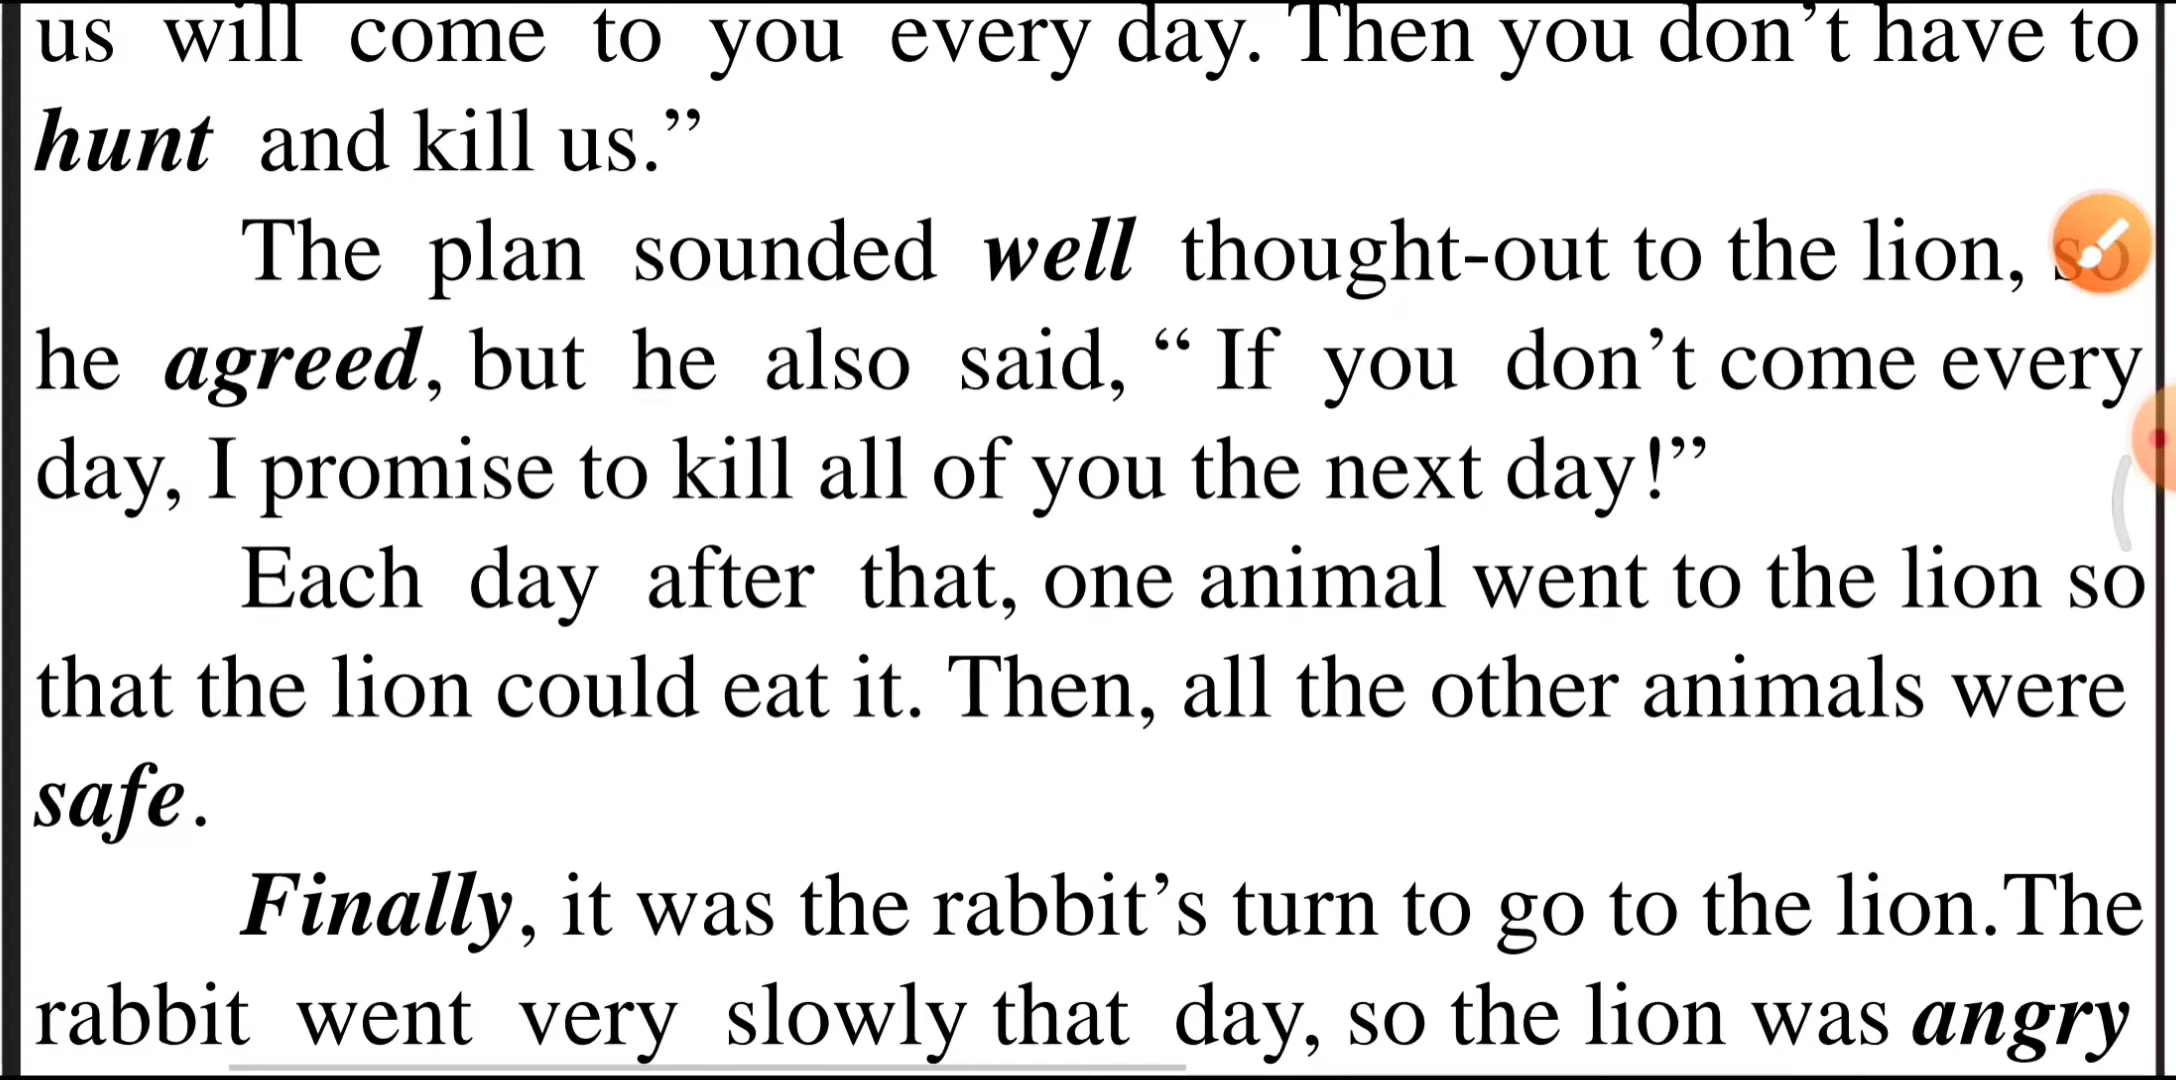 us will come to you every day. Then you don’t have to
hunt and kill us.”
The plan sounded well thought-out to the lion, so
he agreed, but he also said, “ If you don’t come every
day, I promise to kill all of you the next day!”
Each day after that, one animal went to the lion so
that the lion could eat it. Then, all the other animals were
safe.
Finally, it was the rabbit’s turn to go to the lion.The
rabbit went very slowly that day, so the lion was angry